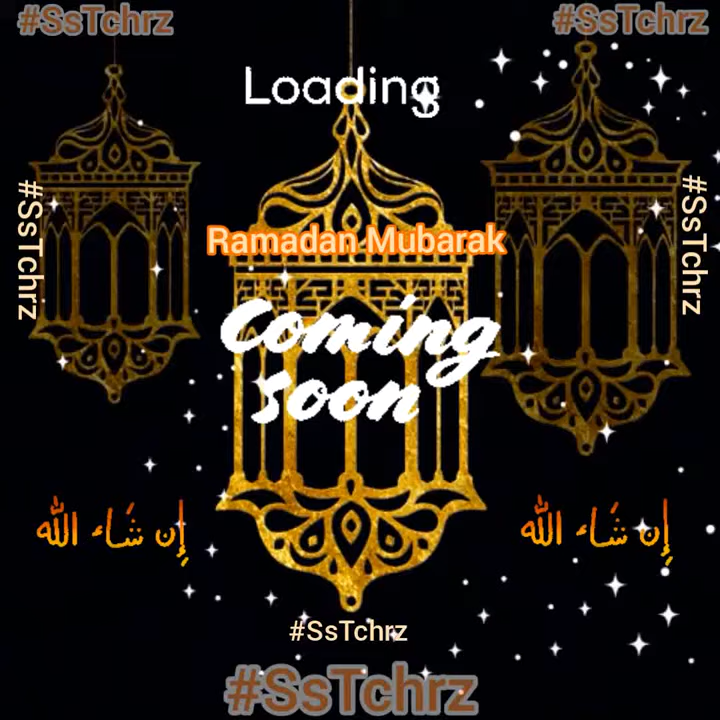 #SsTchrz
#SsTchrz
Loading
#SsTchrz
#SsTchrz
Ramadan Mubarak
Coming
soon
إِن شَاء الله
إِن شَاء الله
#SsTchrz
#SsTchrz